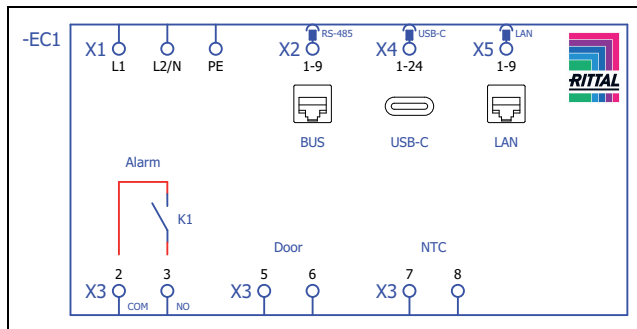 -EC1
X1 L1 L2/N PE
X2 RS-485 1-9
X4 USB-C 1-24
X5 LAN 1-9
RITTAL
BUS USB-C LAN
Alarm
K1
Door NTC
2 3 5 6 7 8
X3 COM NO X3 X3